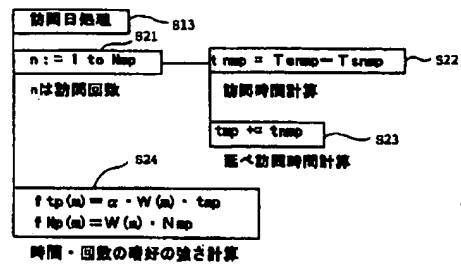 訪問日処理
S13
S21
n := 1 to Nmp
nは訪問回数
tnmp = Tenmp − Tsnmp
S22
訪問時間計算
tmp += tnmp
S23
延べ訪問時間計算
S24
ftp(m)=α・W(m)・tmp
fNp(m)=W(m)・Nmp
時間・回数の嗜好の強さ計算